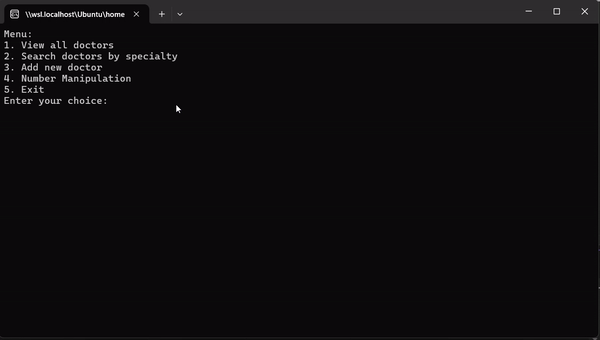 \\wsl.localhost\Ubuntu\home
Menu:
1. View all doctors
2. Search doctors by specialty
3. Add new doctor
4. Number Manipulation
5. Exit
Enter your choice: